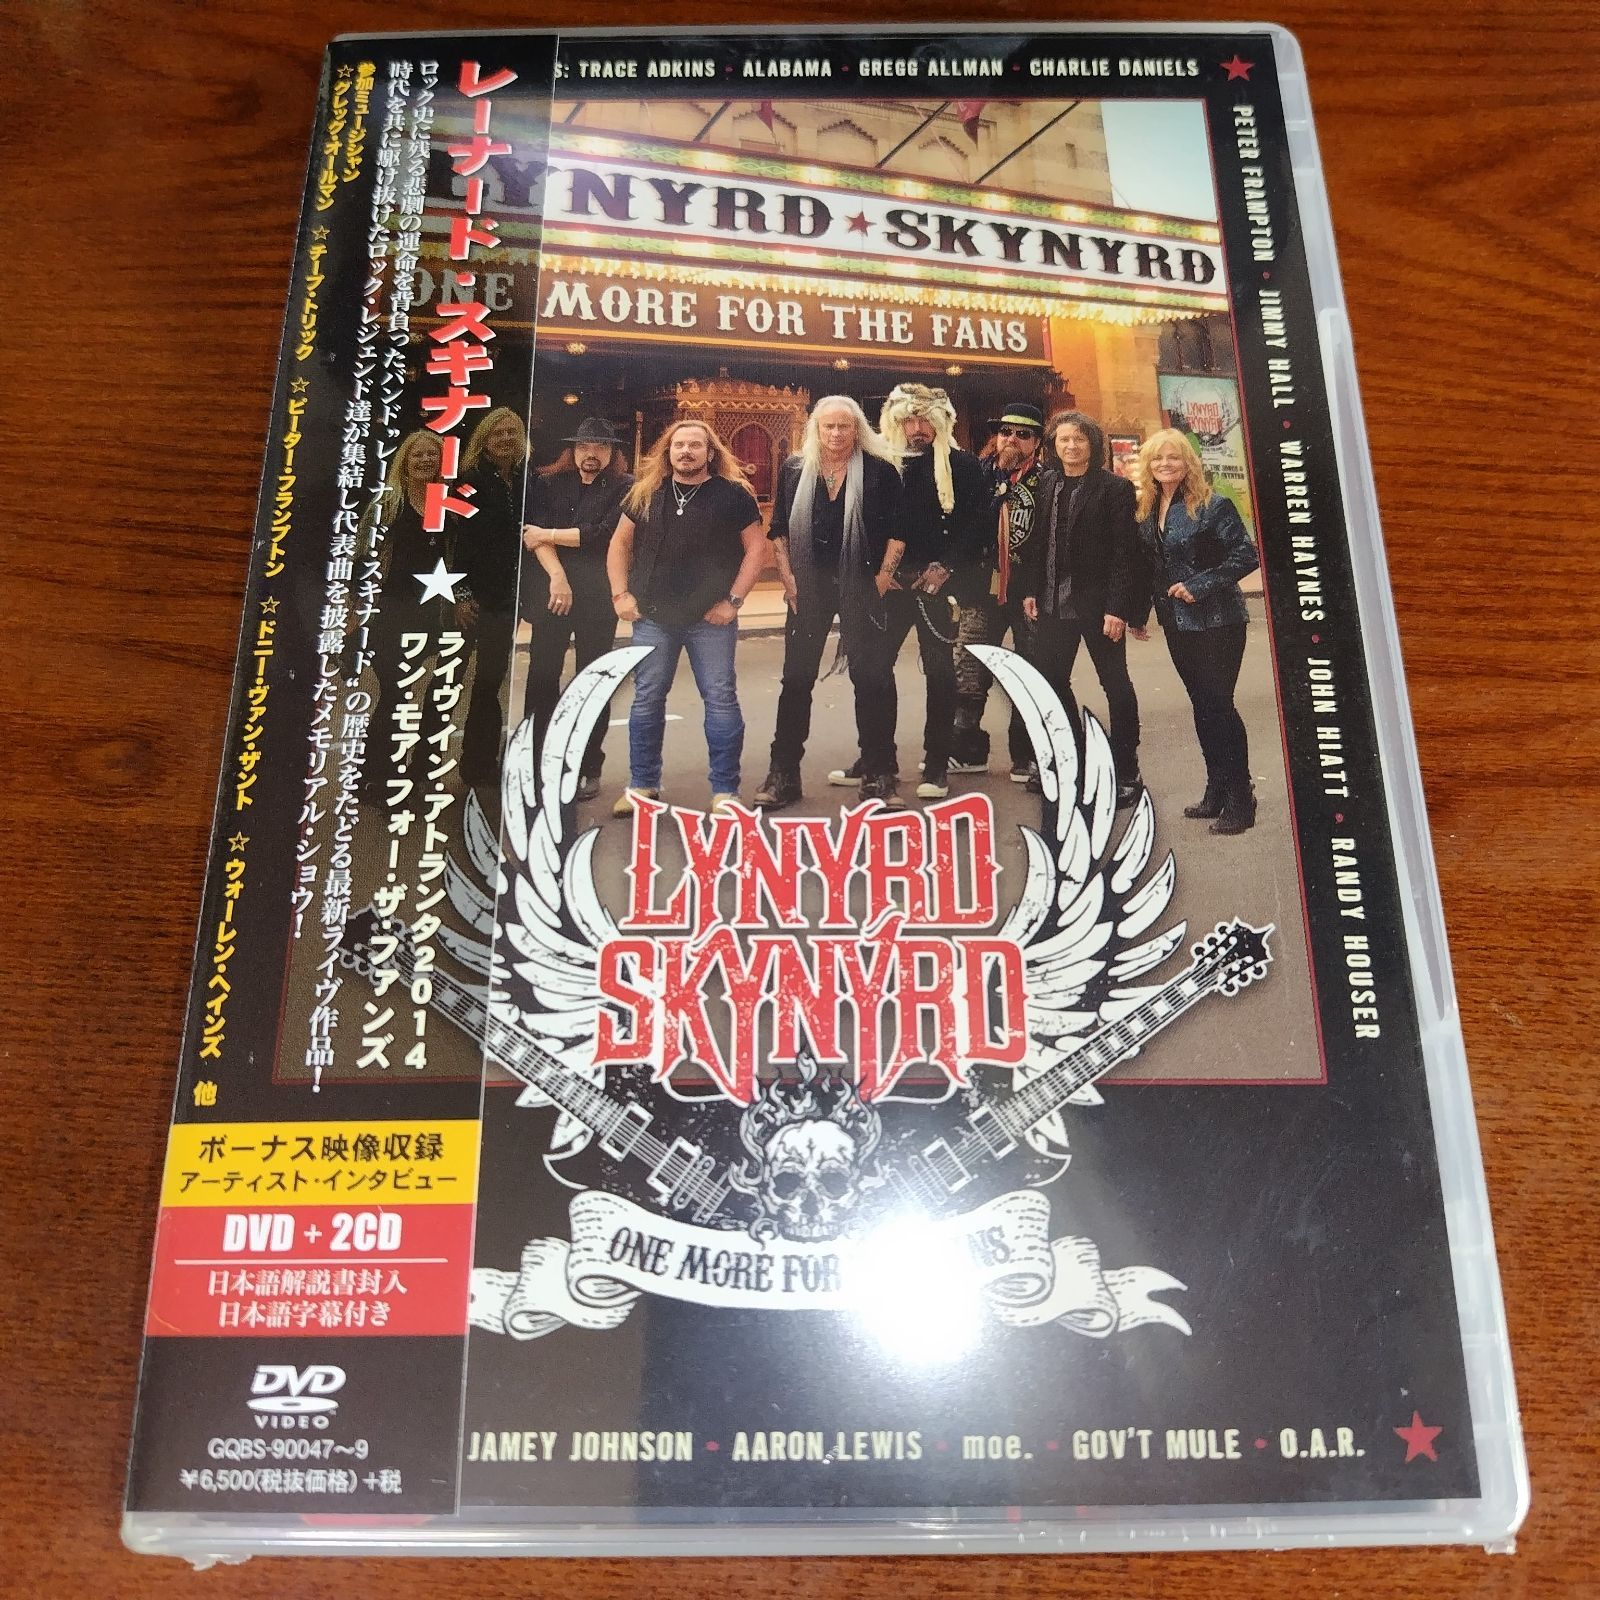 レーナード・スキナード
★ ライヴ・イン・アトランタ2014
ワン・モア・フォー・ザ・ファンズ
ロック史に残る悲劇の運命を背負ったバンド”レーナード・スキナード“の歴史をたどる最新ライヴ作品！
時代を共に駆け抜けたロック・レジェンド達が集結し代表曲を披露したメモリアル・ショウ！
参加ミュージシャン
☆グレッグ・オールマン ☆チープ・トリック ☆ピーター・フランプトン ☆ドニー・ヴァン・ザント ☆ウォーレン・ヘインズ 他
ボーナス映像収録
アーティスト・インタビュー
DVD + 2CD
日本語解説書封入
日本語字幕付き
DVD
VIDEO™
GQBS-90047〜9
¥6,500(税抜価格)+税
S: TRACE ADKINS • ALABAMA • GREGG ALLMAN • CHARLIE DANIELS ★
PETER FRAMPTON • JIMMY HALL • WARREN HAYNES • JOHN HIATT • RANDY HOUSER
YNYRD★SKYNYRD
ONE MORE FOR THE FANS
LYNYRD
SKYNYRD
ONE MORE FOR
NS
JAMEY JOHNSON • AARON LEWIS • moe. • GOV'T MULE • O.A.R. ★